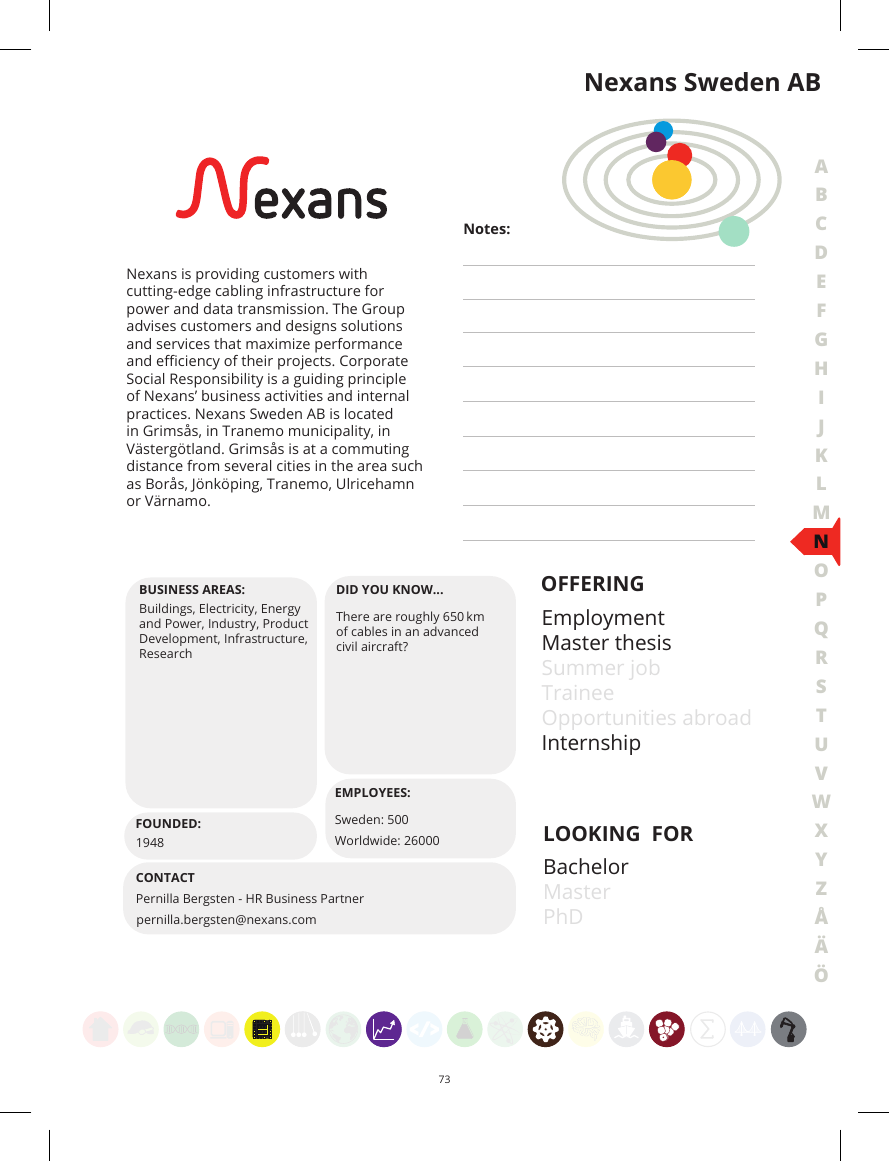 Nexans Sweden AB
Nexans
Notes:
Nexans is providing customers with
cutting-edge cabling infrastructure for
power and data transmission. The Group
advises customers and designs solutions
and services that maximize performance
and efficiency of their projects. Corporate
Social Responsibility is a guiding principle
of Nexans’ business activities and internal
practices. Nexans Sweden AB is located
in Grimsås, in Tranemo municipality, in
Västergötland. Grimsås is at a commuting
distance from several cities in the area such
as Borås, Jönköping, Tranemo, Ulricehamn
or Värnamo.
BUSINESS AREAS:
Buildings, Electricity, Energy
and Power, Industry, Product
Development, Infrastructure,
Research
DID YOU KNOW...
There are roughly 650 km
of cables in an advanced
civil aircraft?
FOUNDED:
1948
EMPLOYEES:
Sweden: 500
Worldwide: 26000
CONTACT
Pernilla Bergsten - HR Business Partner
pernilla.bergsten@nexans.com
OFFERING
Employment
Master thesis
Summer job
Trainee
Opportunities abroad
Internship
LOOKING FOR
Bachelor
Master
PhD
A
B
C
D
E
F
G
H
I
J
K
L
M
N
O
P
Q
R
S
T
U
V
W
X
Y
Z
Å
Ä
Ö
73